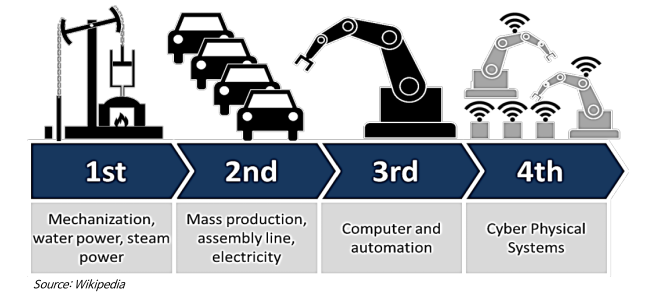 1st
2nd
3rd
4th
Mechanization,
water power, steam
power
Mass production,
assembly line,
electricity
Computer and
automation
Cyber Physical
Systems
Source: Wikipedia